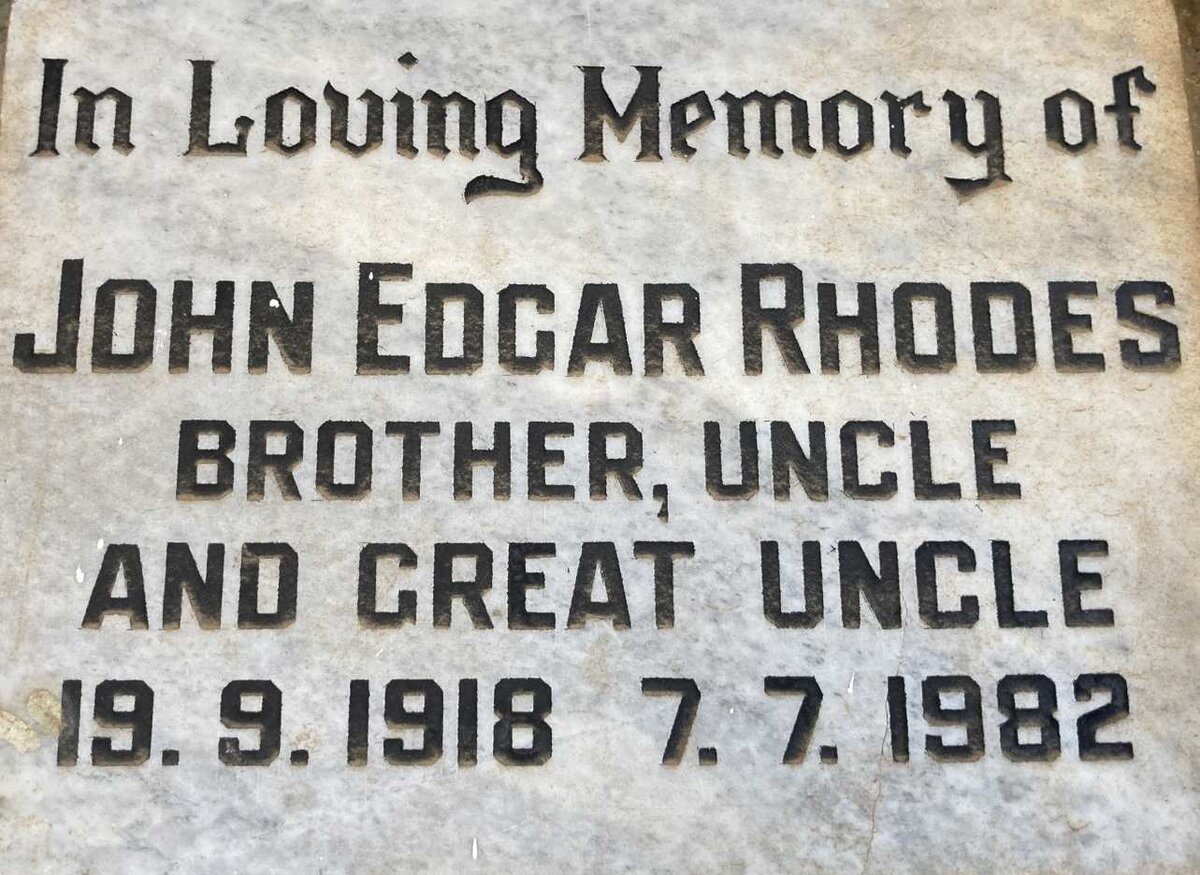 In Loving Memory of
JOHN EDGAR RHODES
BROTHER, UNCLE
AND GREAT UNCLE
19. 9. 1918 7. 7. 1982